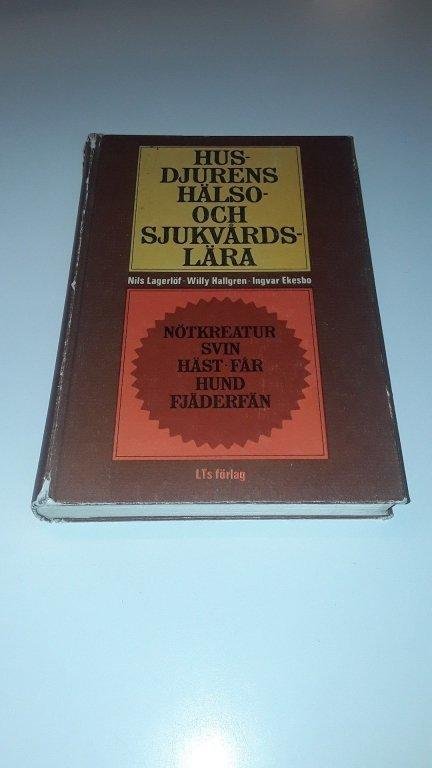 HUS-
DJURENS
HÄLSO-
OCH
SJUKVÅRDS-
LÄRA
Nils Lagerlöf · Willy Hallgren · Ingvar Ekesbo
NÖTKREATUR
SVIN
HÄST · FÅR
HUND
FJÄDERFÄN
LTs förlag